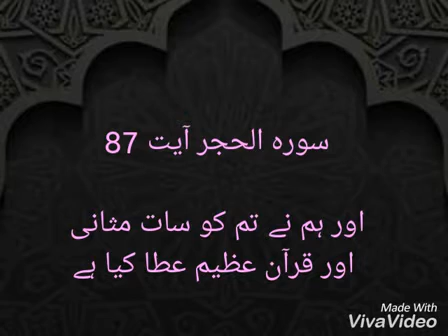 سورہ الحجر آیت 87
اور ہم نے تم کو سات مثانی
اور قرآن عظیم عطا کیا ہے
Made With
VivaVideo